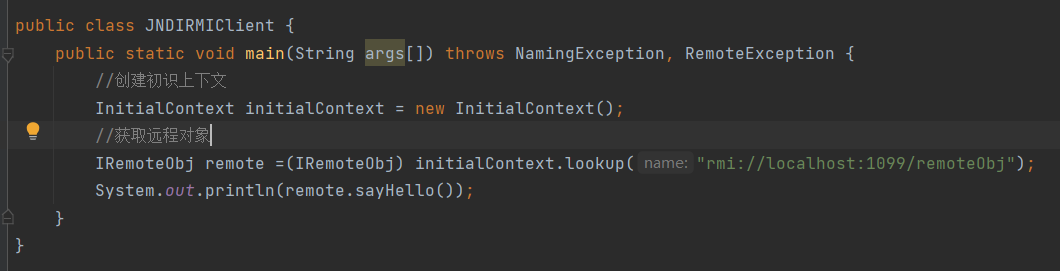 public class JNDIRMIClient {
public static void main(String args[]) throws NamingException, RemoteException {
//创建初识上下文
InitialContext initialContext = new InitialContext();
//获取远程对象
IRemoteObj remote =(IRemoteObj) initialContext.lookup( name: "rmi://localhost:1099/remoteObj");
System.out.println(remote.sayHello());
}
}